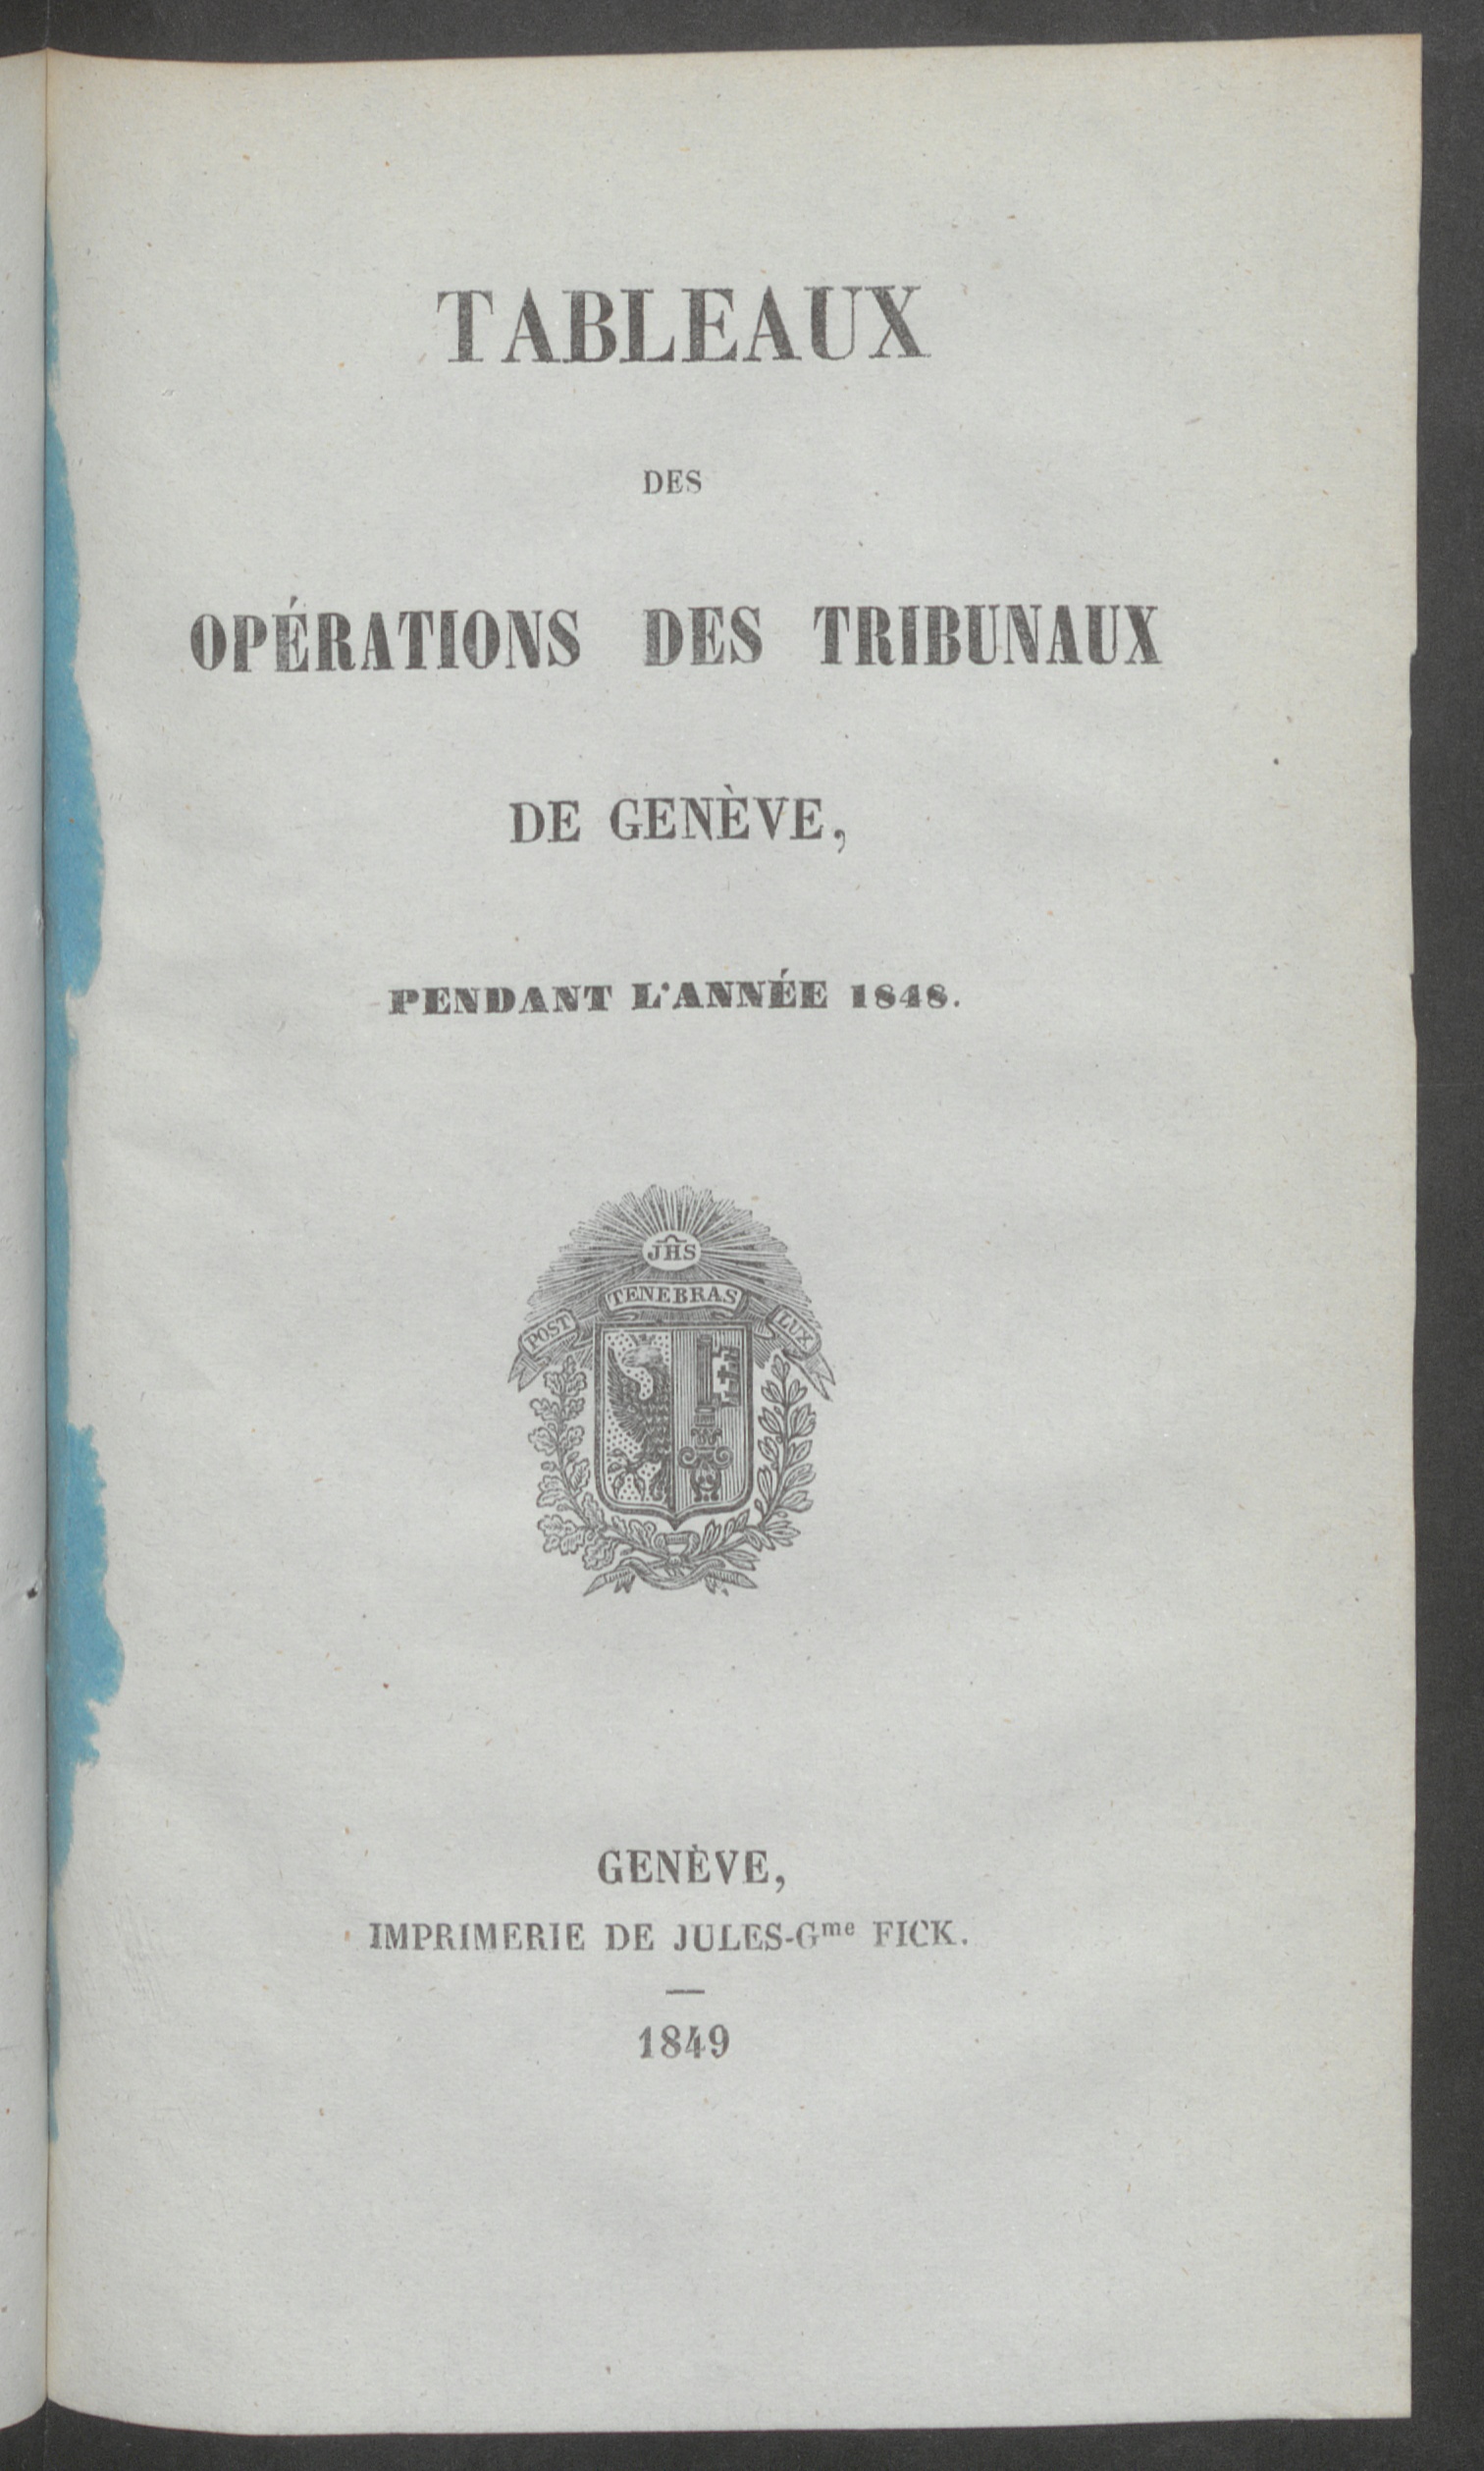 TABLEAUX
DES
OPÉRATIONS DES TRIBUNAUX
DE GENÈVE,
PENDANT L'ANNÉE 1848.
JHS
POST TENEBRAS LUX
GENÈVE,
IMPRIMERIE DE JULES-Gme FICK.
1849